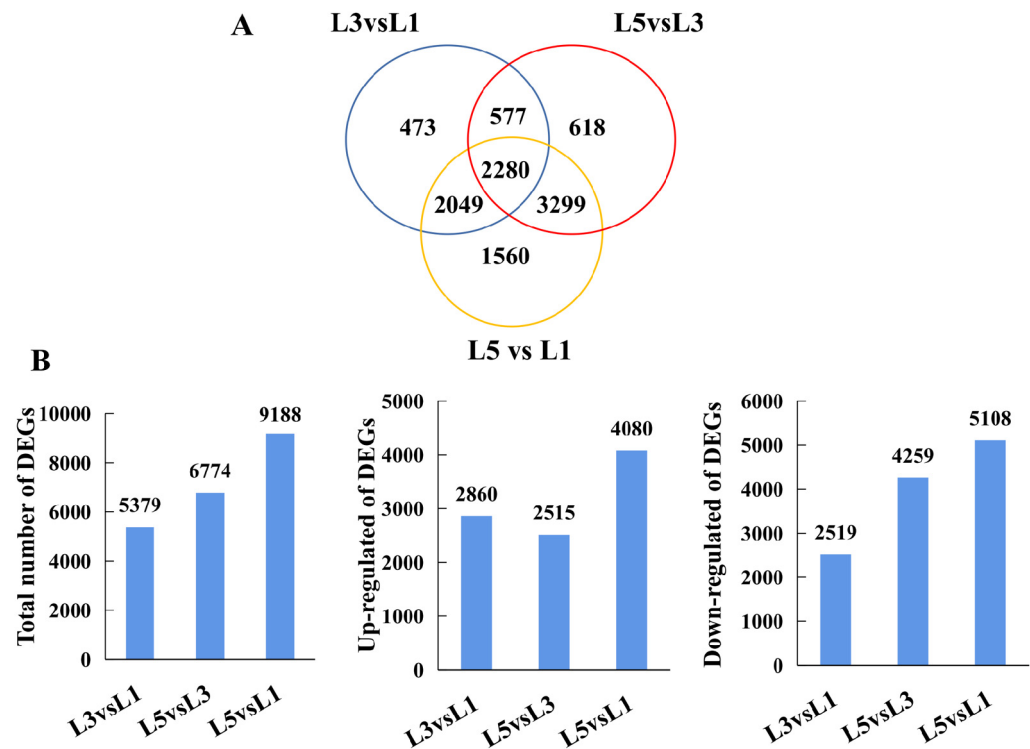 A
L3vsL1
L5vsL3
473
577
618
2280
2049
3299
1560
L5 vs L1
B
Total number of DEGs
10000
8000
6000
4000
2000
0
5379
6774
9188
L3vsL1
L5vsL3
L5vsL1
Up-regulated of DEGs
5000
4000
3000
2000
1000
0
2860
2515
4080
L3vsL1
L5vsL3
L5vsL1
Down-regulated of DEGs
6000
5000
4000
3000
2000
1000
0
2519
4259
5108
L3vsL1
L5vsL3
L5vsL1